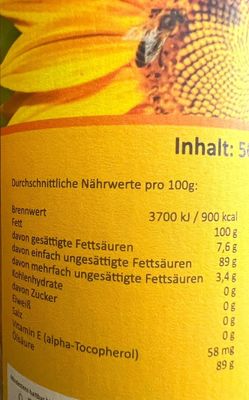 Inhalt: 5
Durchschnittliche Nährwerte pro 100g:
Brennwert 3700 kJ / 900 kcal
Fett 100 g
davon gesättigte Fettsäuren 7,6 g
davon einfach ungesättigte Fettsäuren 89 g
davon mehrfach ungesättigte Fettsäuren 3,4 g
Kohlenhydrate 0 g
davon Zucker 0 g
Eiweiß 0 g
Salz 0 g
Vitamin E (alpha-Tocopherol) 58 mg
Ölsäure 89 g